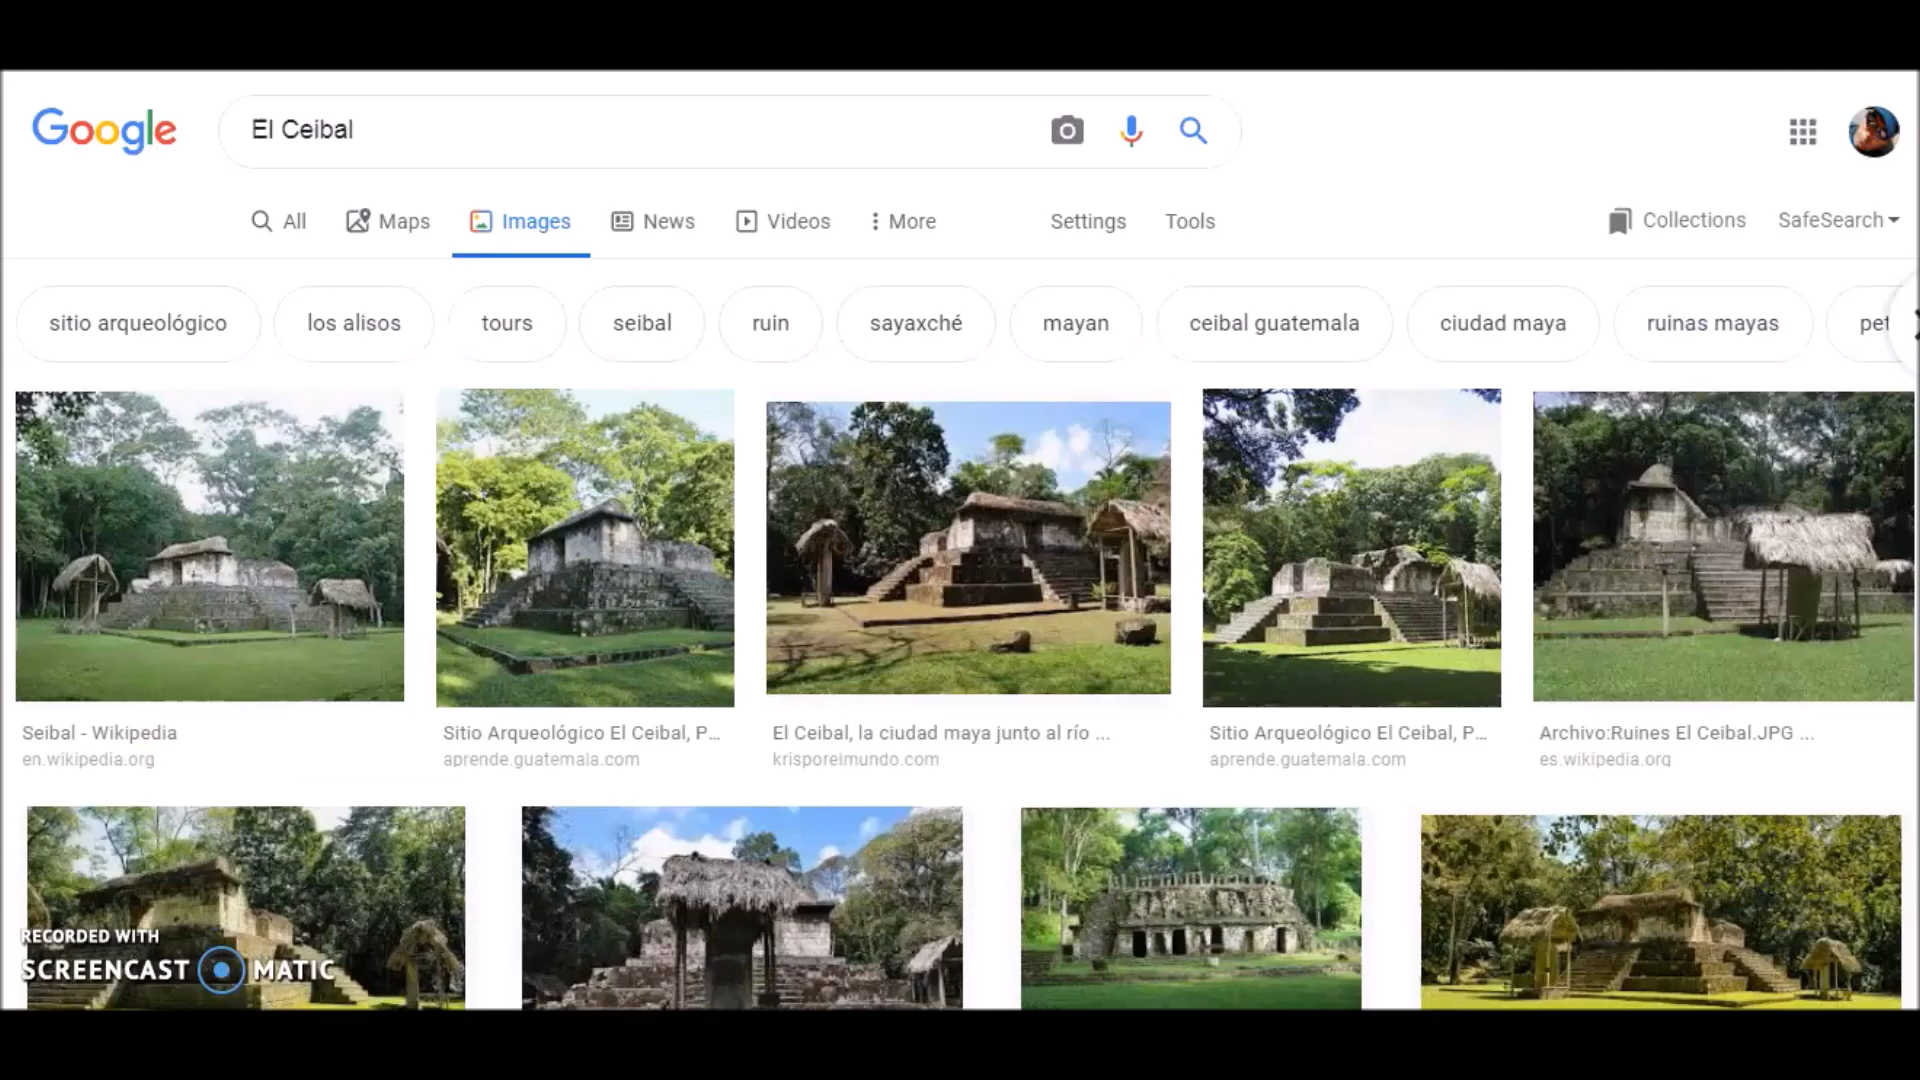 Google
El Ceibal
All
Maps
Images
News
Videos
More
Settings
Tools
Collections
SafeSearch
sitio arqueológico
los alisos
tours
seibal
ruin
sayaxché
mayan
ceibal guatemala
ciudad maya
ruinas mayas
pet
Seibal - Wikipedia
en.wikipedia.org
Sitio Arqueológico El Ceibal, P...
aprende.guatemala.com
El Ceibal, la ciudad maya junto al río ...
krisporelmundo.com
Sitio Arqueológico El Ceibal, P...
aprende.guatemala.com
Archivo:Ruines El Ceibal.JPG ...
es.wikipedia.org
RECORDED WITH
SCREENCAST MATIC